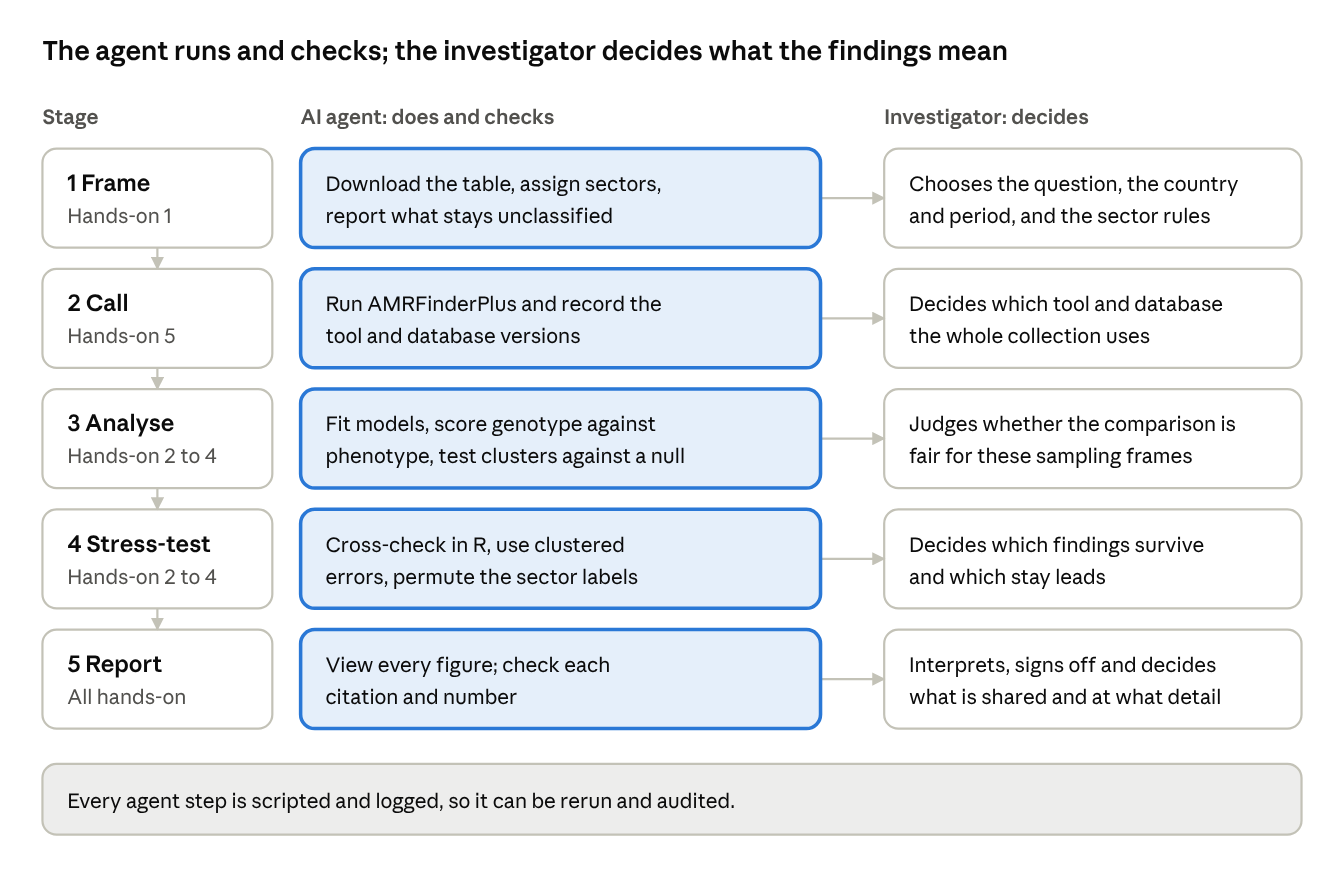 The agent runs and checks; the investigator decides what the findings mean
Stage
AI agent: does and checks
Investigator: decides
1 Frame
Hands-on 1
Download the table, assign sectors,
report what stays unclassified
Chooses the question, the country
and period, and the sector rules
2 Call
Hands-on 5
Run AMRFinderPlus and record the
tool and database versions
Decides which tool and database
the whole collection uses
3 Analyse
Hands-on 2 to 4
Fit models, score genotype against
phenotype, test clusters against a null
Judges whether the comparison is
fair for these sampling frames
4 Stress-test
Hands-on 2 to 4
Cross-check in R, use clustered
errors, permute the sector labels
Decides which findings survive
and which stay leads
5 Report
All hands-on
View every figure; check each
citation and number
Interprets, signs off and decides
what is shared and at what detail
Every agent step is scripted and logged, so it can be rerun and audited.